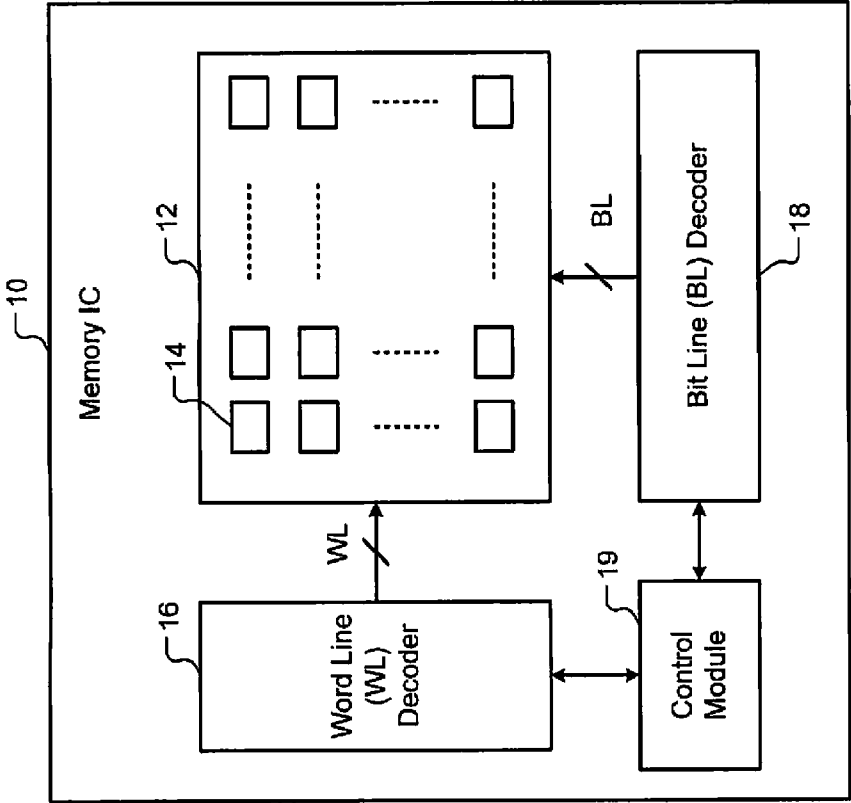 10
Memory IC
12
14
16
Word Line
(WL)
Decoder
WL
BL
19
Control
Module
Bit Line (BL) Decoder
18